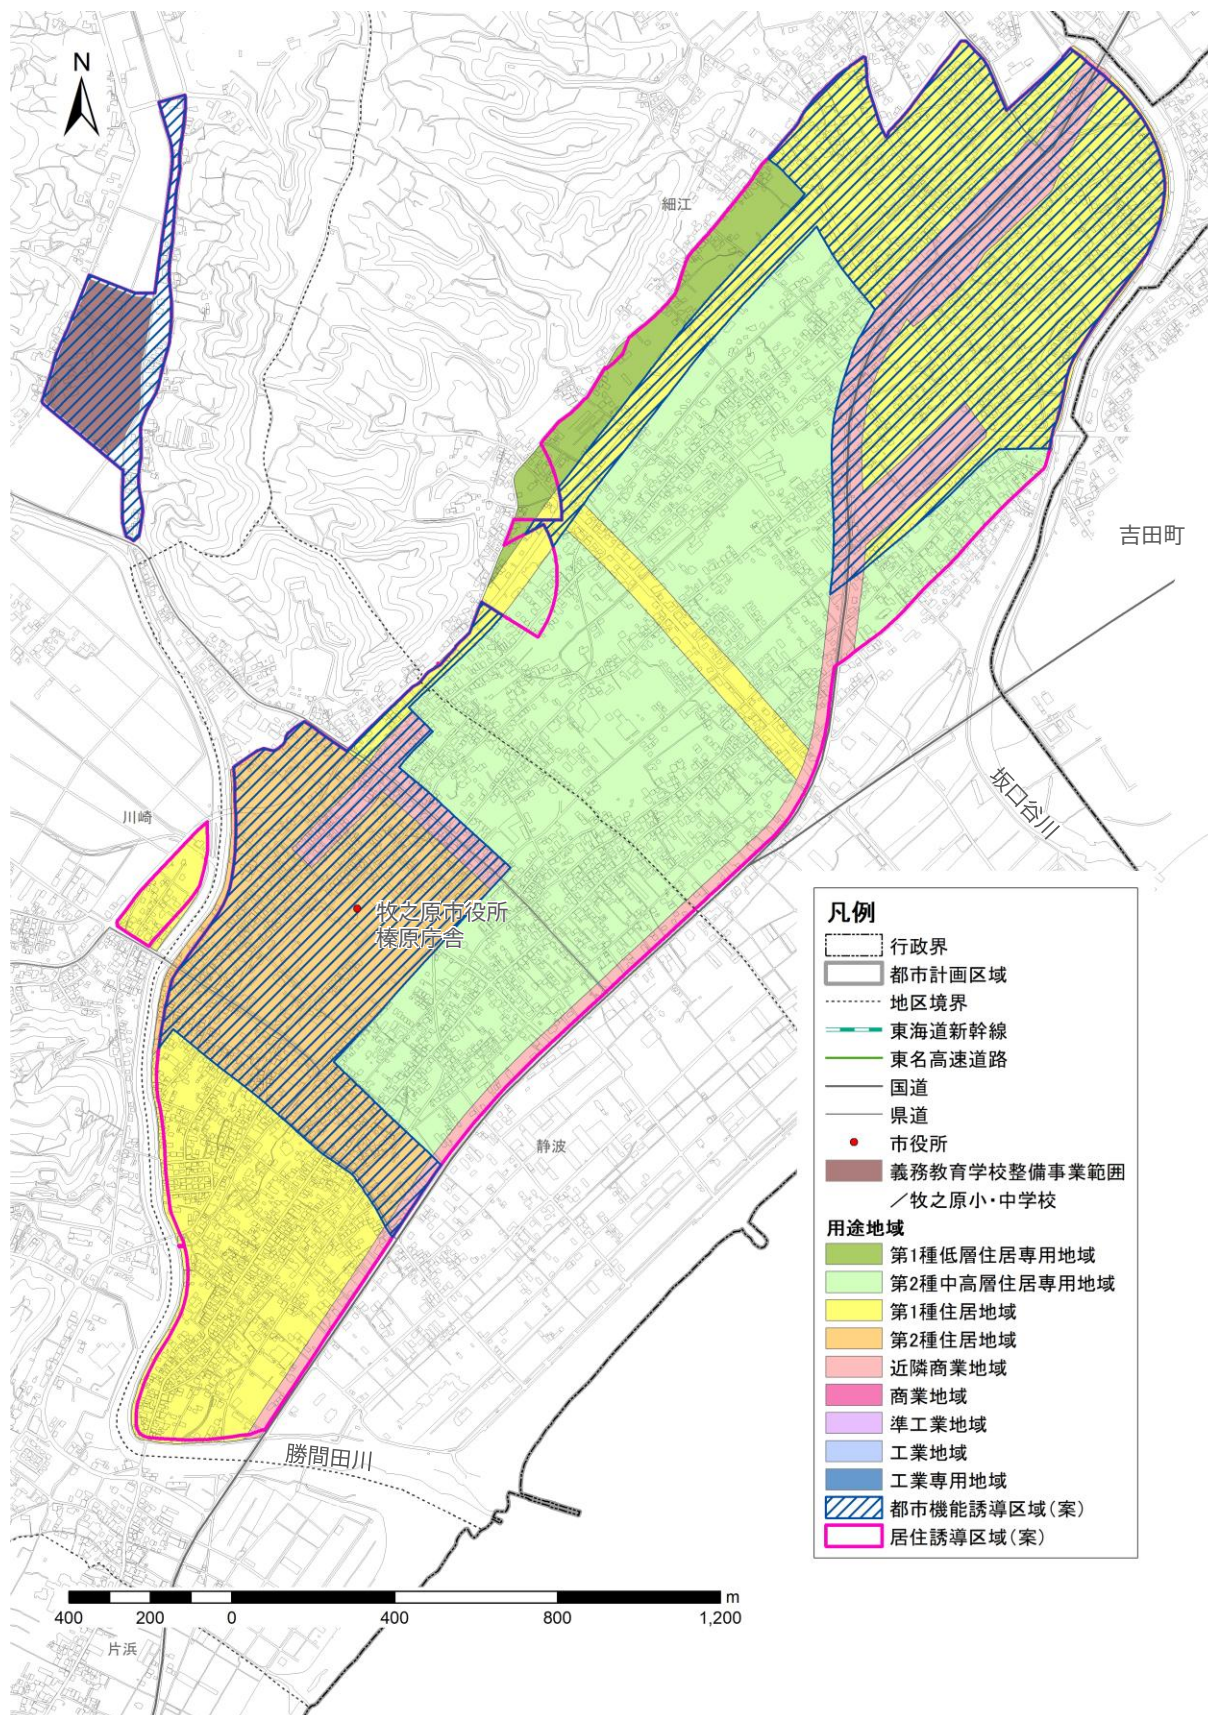 N
細江
吉田町
坂口谷川
川崎
牧之原市役所
榛原庁舎
静波
勝間田川
片浜
凡例
行政界
都市計画区域
地区境界
東海道新幹線
東名高速道路
国道
県道
市役所
義務教育学校整備事業範囲
／牧之原小・中学校
用途地域
第1種低層住居専用地域
第2種中高層住居専用地域
第1種住居地域
第2種住居地域
近隣商業地域
商業地域
準工業地域
工業地域
工業専用地域
都市機能誘導区域(案)
居住誘導区域(案)
m
400 200 0 400 800 1,200